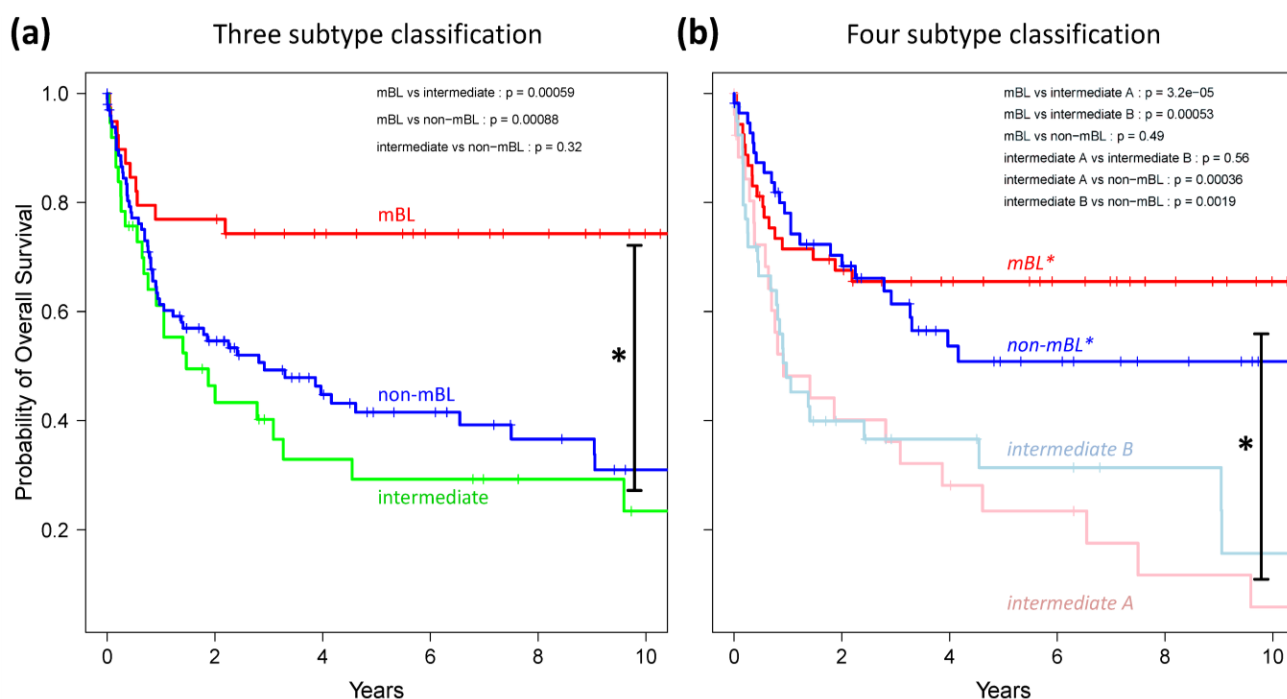 (a) Three subtype classification
Probability of Overall Survival
1.0
0.8
0.6
0.4
0.2
mBL vs intermediate : p = 0.00059
mBL vs non−mBL : p = 0.00088
intermediate vs non−mBL : p = 0.32
mBL
*
non-mBL
intermediate
0 2 4 6 8 10
Years
(b) Four subtype classification
mBL vs intermediate A : p = 3.2e−05
mBL vs intermediate B : p = 0.00053
mBL vs non−mBL : p = 0.49
intermediate A vs intermediate B : p = 0.56
intermediate A vs non−mBL : p = 0.00036
intermediate B vs non−mBL : p = 0.0019
mBL*
non-mBL*
intermediate B
*
intermediate A
0 2 4 6 8 10
Years